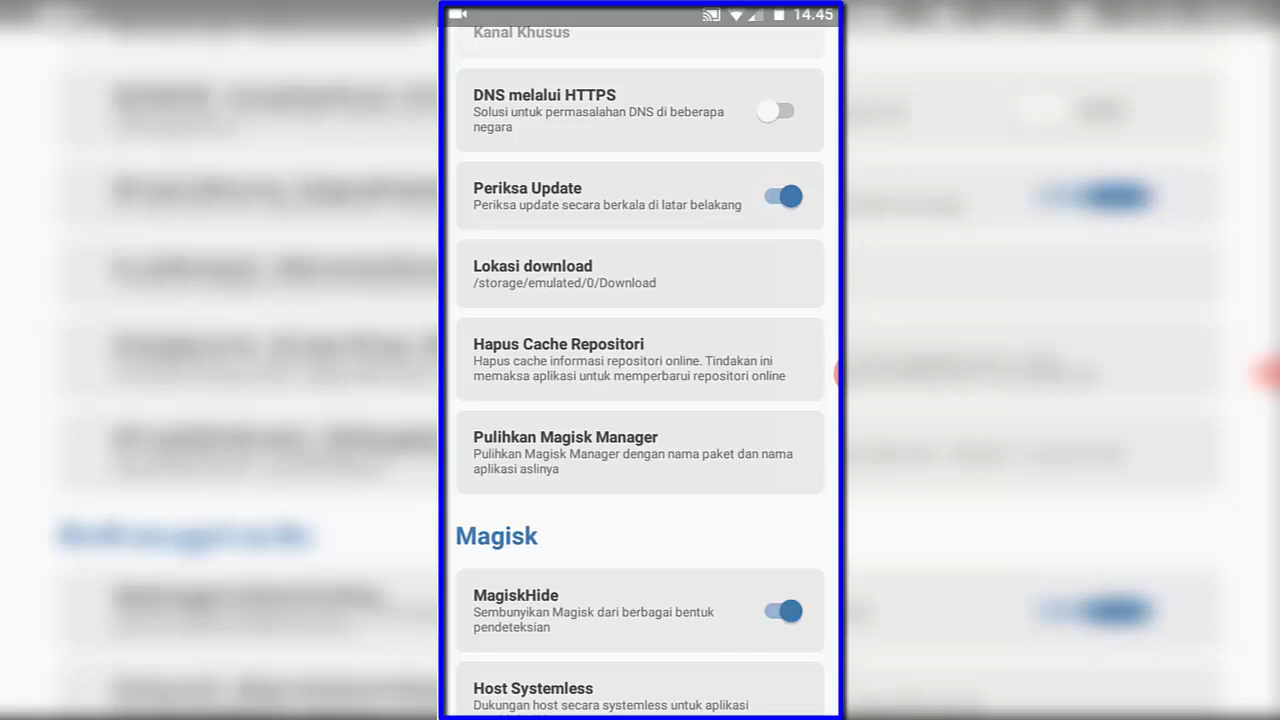 14.45
Kanal Khusus
DNS melalui HTTPS
Solusi untuk permasalahan DNS di beberapa
negara
Periksa Update
Periksa update secara berkala di latar belakang
Lokasi download
/storage/emulated/0/Download
Hapus Cache Repositori
Hapus cache informasi repositori online. Tindakan ini
memaksa aplikasi untuk memperbarui repositori online
Pulihkan Magisk Manager
Pulihkan Magisk Manager dengan nama paket dan nama
aplikasi aslinya
Magisk
MagiskHide
Sembunyikan Magisk dari berbagai bentuk
pendeteksian
Host Systemless
Dukungan host secara systemless untuk aplikasi